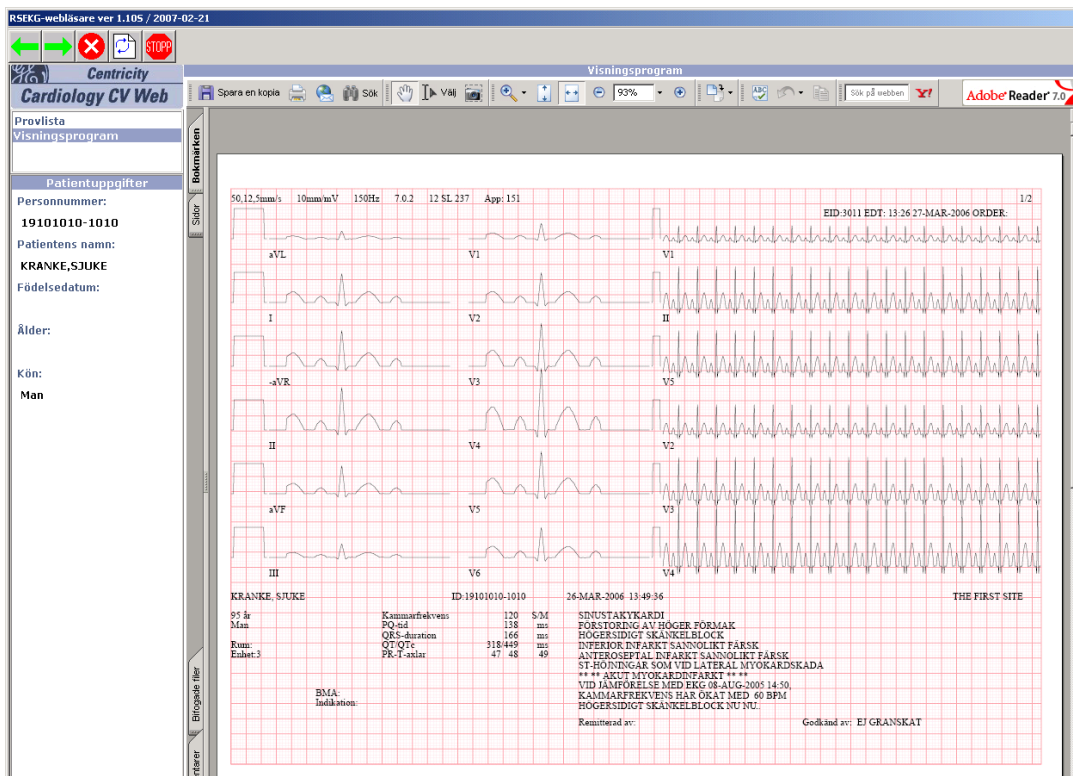 RSEKG-webläsare ver 1.10S / 2007-02-21
STOPP
Centricity
Cardiology CV Web
Visningsprogram
Spara en kopia
Sök
Välj
93%
Sök på webben
Y!
Adobe Reader 7.0
Provlista
Visningsprogram
Patientuppgifter
Personnummer:
19101010-1010
Patientens namn:
KRANKE,SJUKE
Födelsedatum:
Ålder:
Kön:
Man
Bokmärken
Sidor
Bifogade filer
ntarer
50,12,5mm/s 10mm/mV 150Hz 7.0.2 12 SL 237 App: 151 1/2
EID:3011 EDT: 13:26 27-MAR-2006 ORDER:
aVL V1 V1
I V2 II
-aVR V3 V5
II V4 V2
aVF V5 V3
III V6 V4
KRANKE, SJUKE ID:19101010-1010 26-MAR-2006 13:49:36 THE FIRST SITE
95 år Kammarfrekvens 120 S/M SINUSTAKYKARDI
Man PQ-tid 138 ms FÖRSTORING AV HÖGER FÖRMAK
QRS-duration 166 ms HÖGERSIDIGT SKÄNKELBLOCK
Rum: QT/QTc 318/449 ms INFERIOR INFARKT SANNOLIKT FÄRSK
Enhet:3 PR-T-axlar 47 48 49 ANTEROSEPTAL INFARKT SANNOLIKT FÄRSK
ST-HÖJNINGAR SOM VID LATERAL MYOKARDSKADA
** ** AKUT MYOKARDINFARKT ** **
VID JÄMFÖRELSE MED EKG 08-AUG-2005 14:50,
BMA: KAMMARFREKVENS HAR ÖKAT MED 60 BPM
Indikation: HÖGERSIDIGT SKÄNKELBLOCK NU NU..
Remitterad av: Godkänd av: EJ GRANSKAT